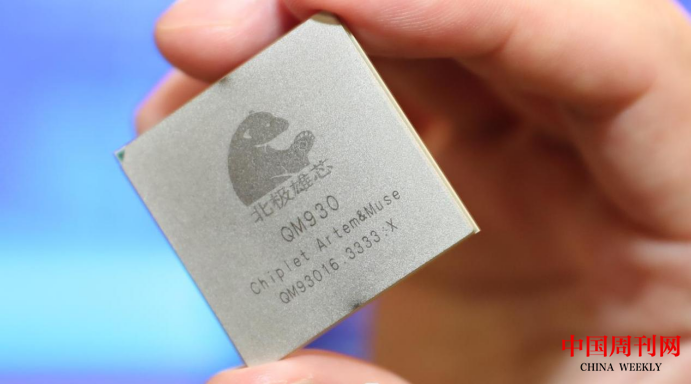 北极雄芯
QM930
Chiplet Artem&Muse
QM93016.3333.X
中国周刊网
CHINA WEEKLY